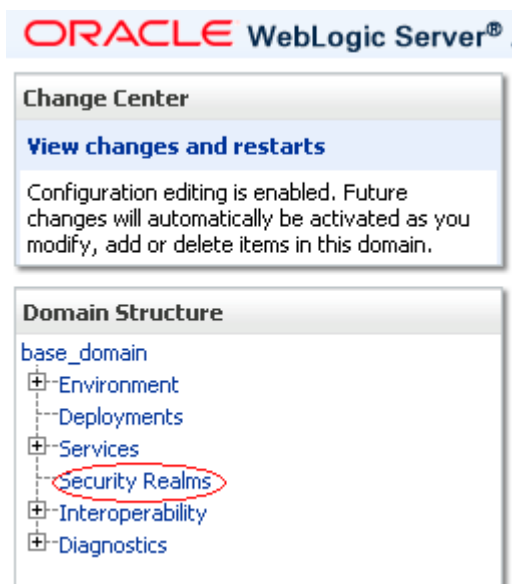 ORACLE WebLogic Server®
Change Center
View changes and restarts
Configuration editing is enabled. Future
changes will automatically be activated as you
modify, add or delete items in this domain.
Domain Structure
base_domain
Environment
Deployments
Services
Security Realms
Interoperability
Diagnostics